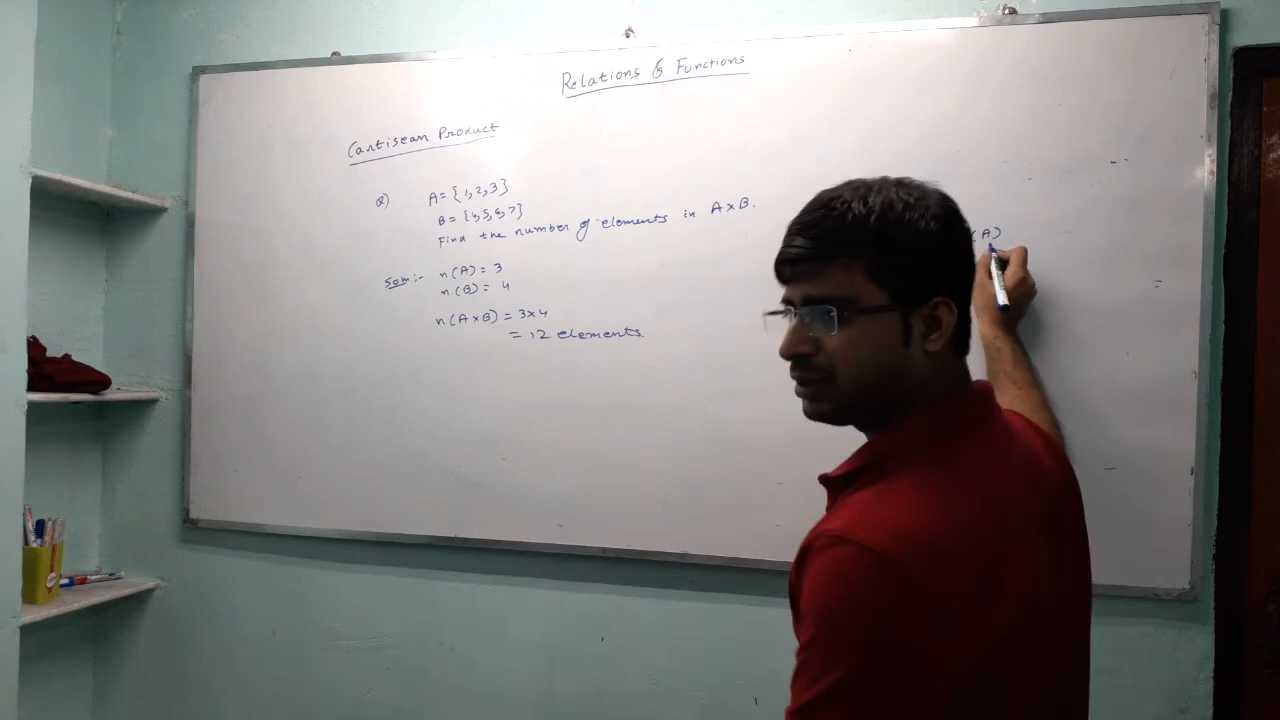 Relations & Functions
Cartisean Product
Q) A = {1,2,3}
B = {4,5,6,7}
Find the number of elements in A×B.
Soln:- n(A) = 3
n(B) = 4
n(A×B) = 3×4
= 12 elements.
(A)